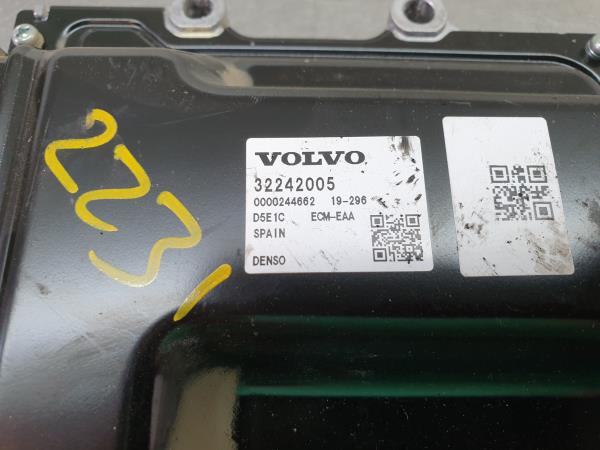 223
VOLVO
32242005
0000244662 19-296
D5E1C ECM-EAA
SPAIN
DENSO